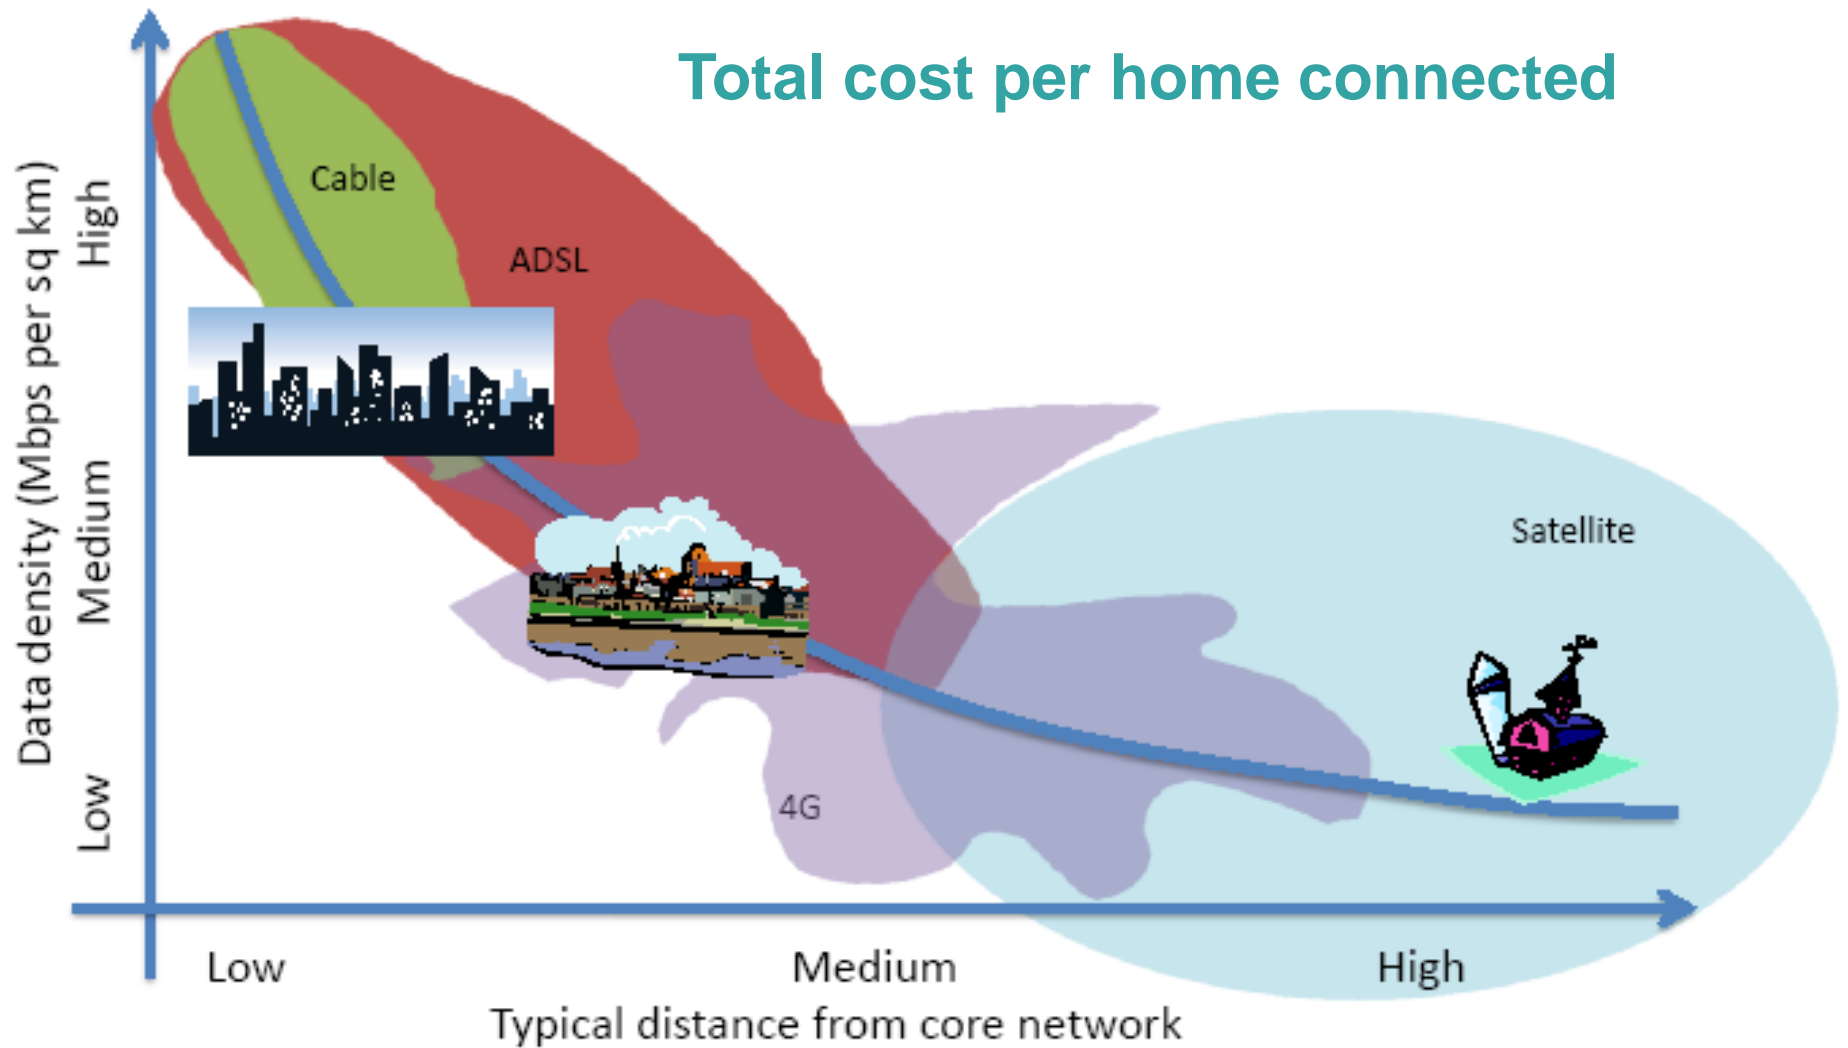 Total cost per home connected
Data density (Mbps per sq km)
High
Medium
Low
Cable
ADSL
4G
Satellite
Low
Medium
High
Typical distance from core network